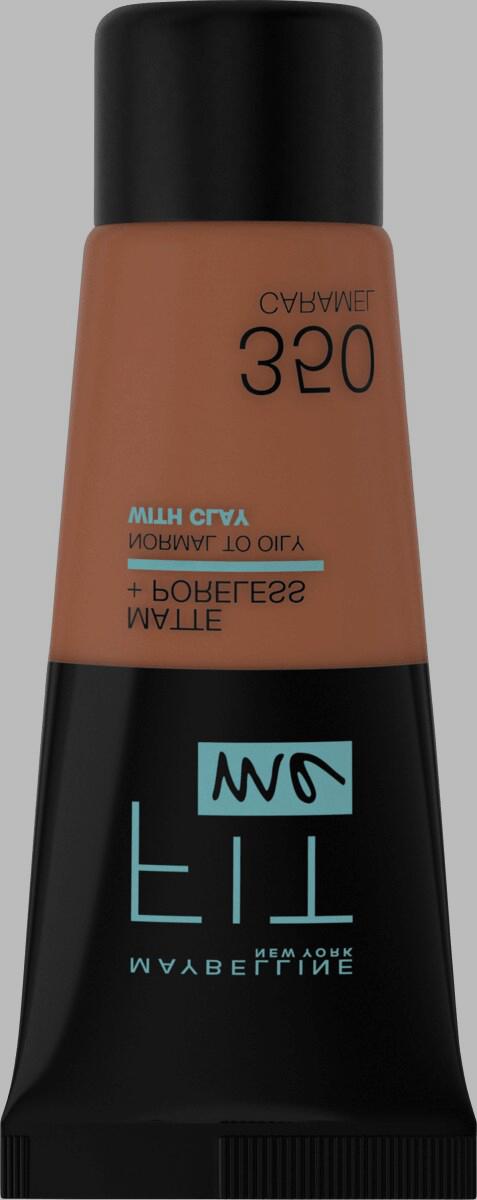 MAYBELLINE
NEW YORK
FIT
me
MATTE
+ PORELESS
NORMAL TO OILY
WITH CLAY
350
CARAMEL